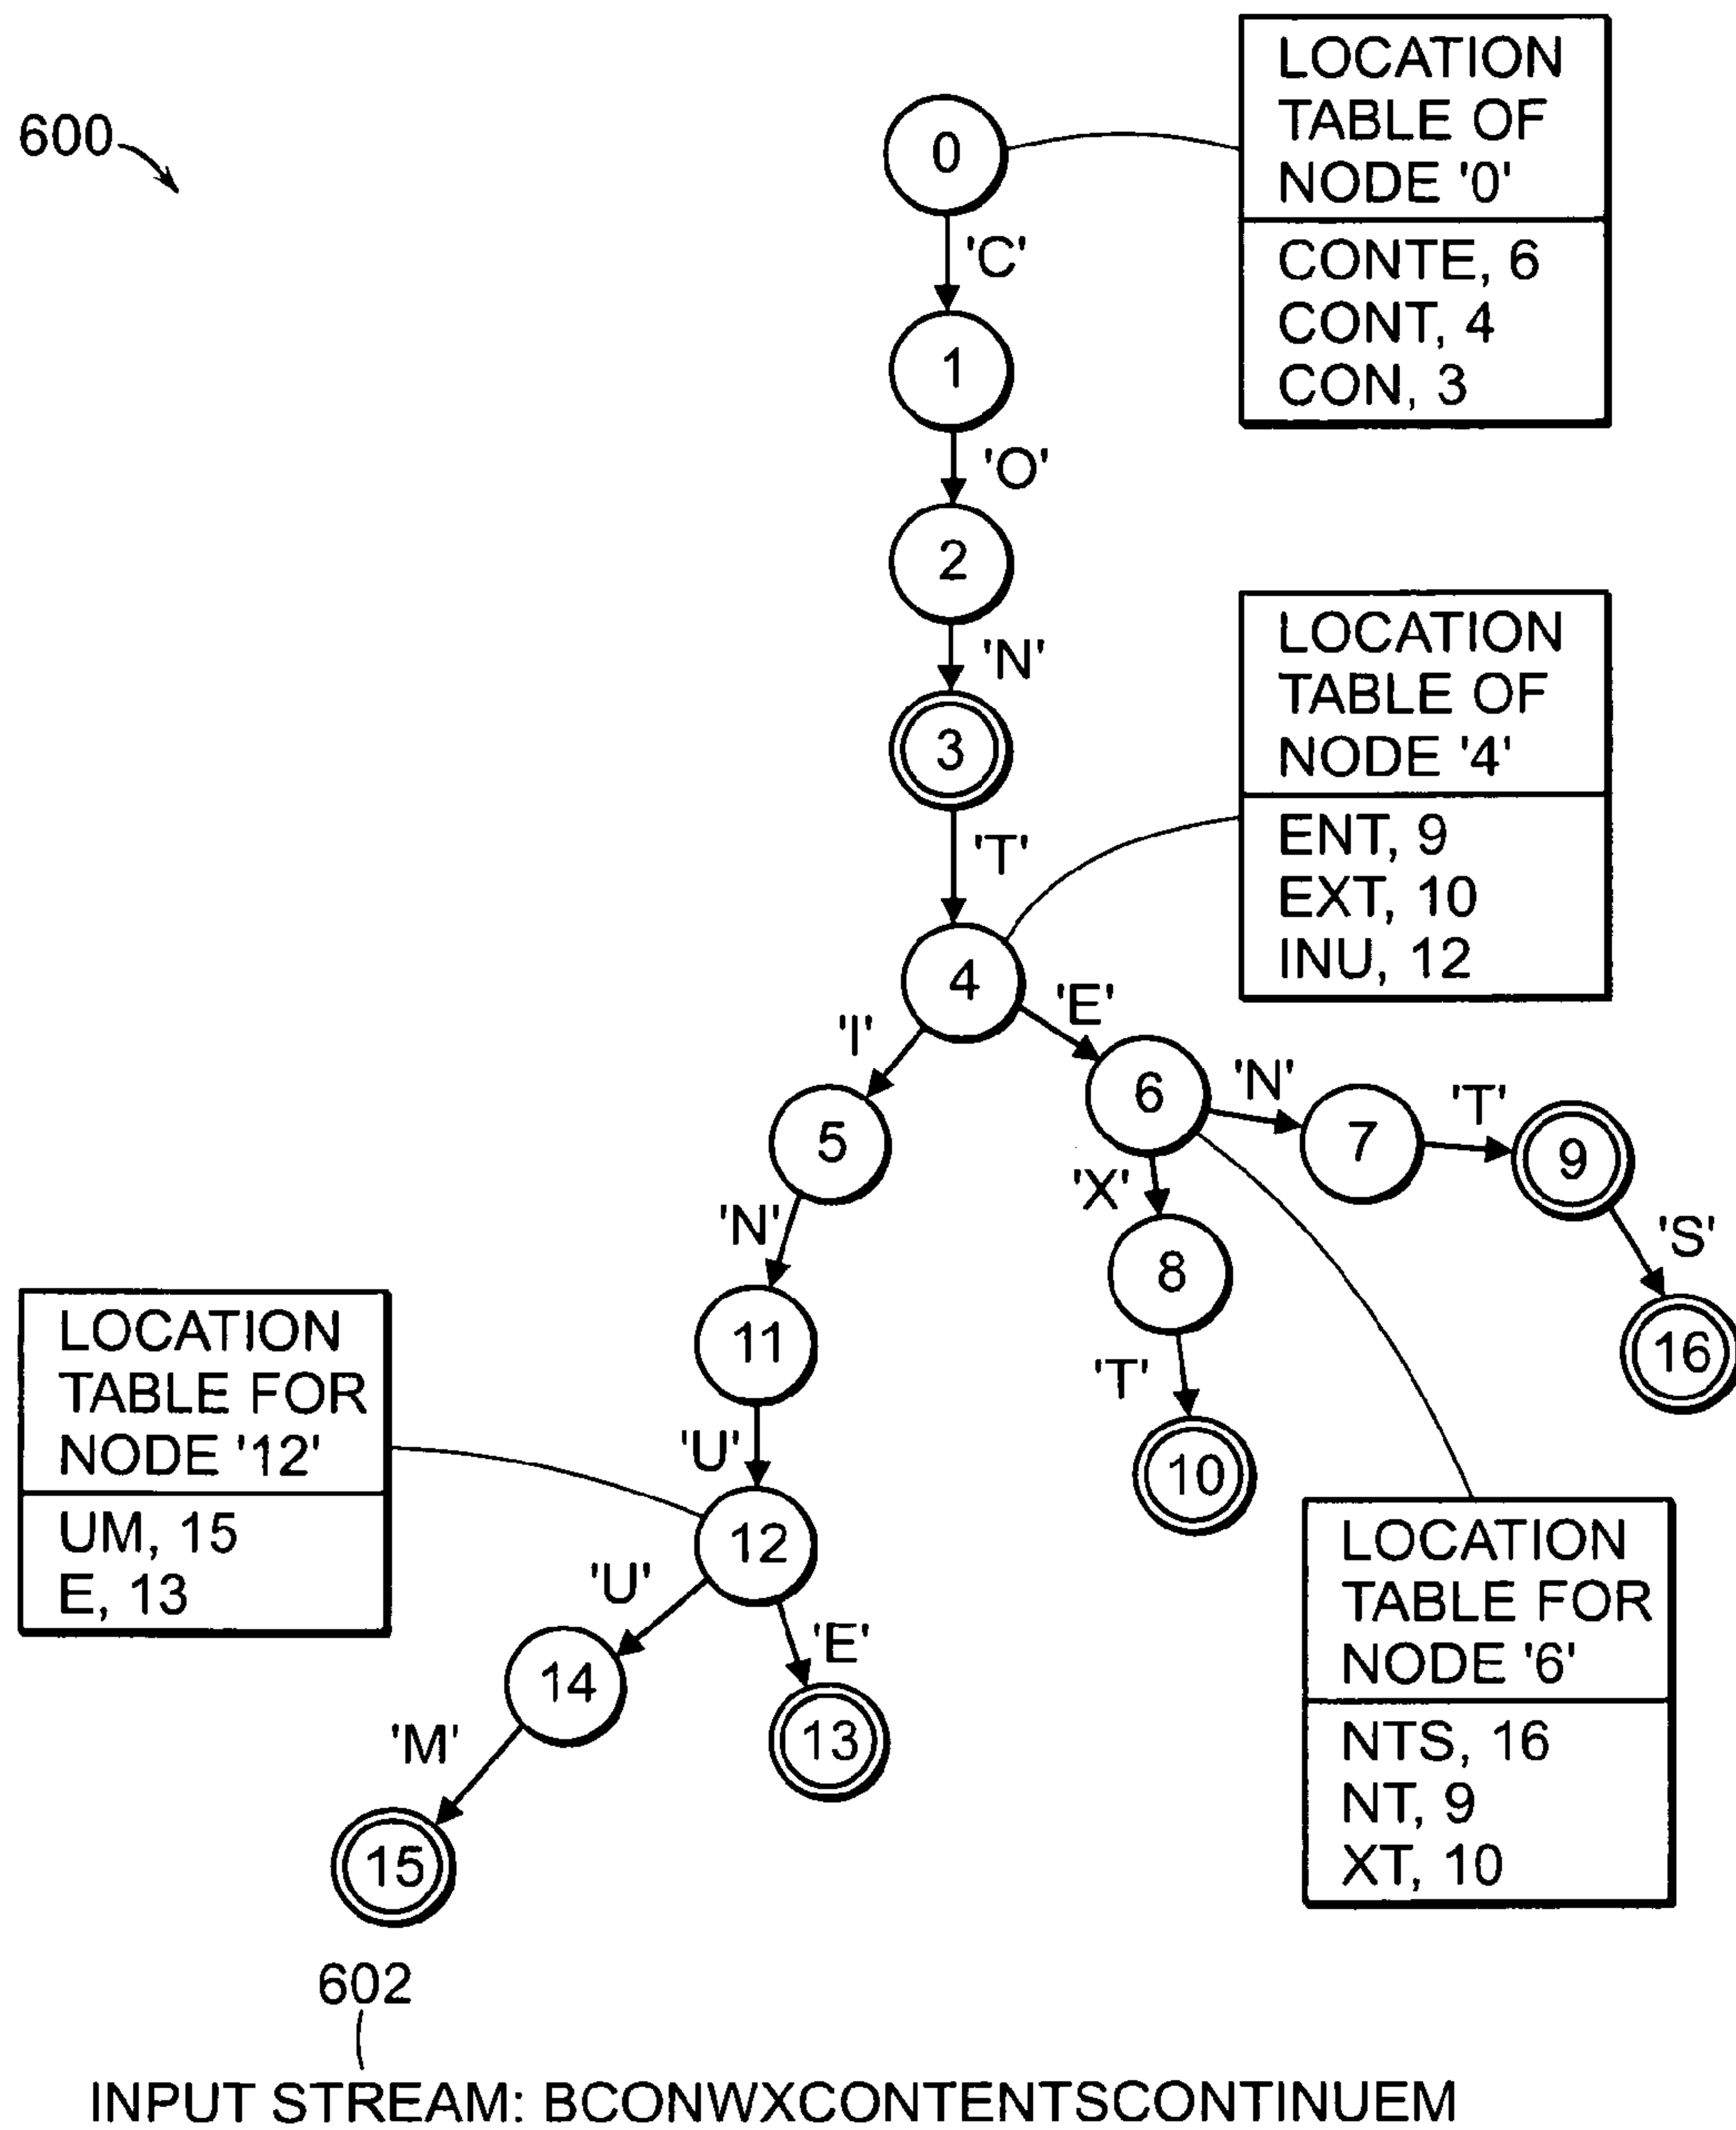 600
0
LOCATION
TABLE OF
NODE '0'
CONTE, 6
CONT, 4
CON, 3
'C'
1
'O'
2
'N'
3
'T'
4
LOCATION
TABLE OF
NODE '4'
ENT, 9
EXT, 10
INU, 12
'I'
'E'
5
6
'N'
7
'T'
9
'S'
16
'X'
8
'T'
10
'N'
11
'U'
12
LOCATION
TABLE FOR
NODE '12'
UM, 15
E, 13
'U'
14
'E'
13
'M'
15
LOCATION
TABLE FOR
NODE '6'
NTS, 16
NT, 9
XT, 10
602
INPUT STREAM: BCONWXCONTENTSCONTINUEM